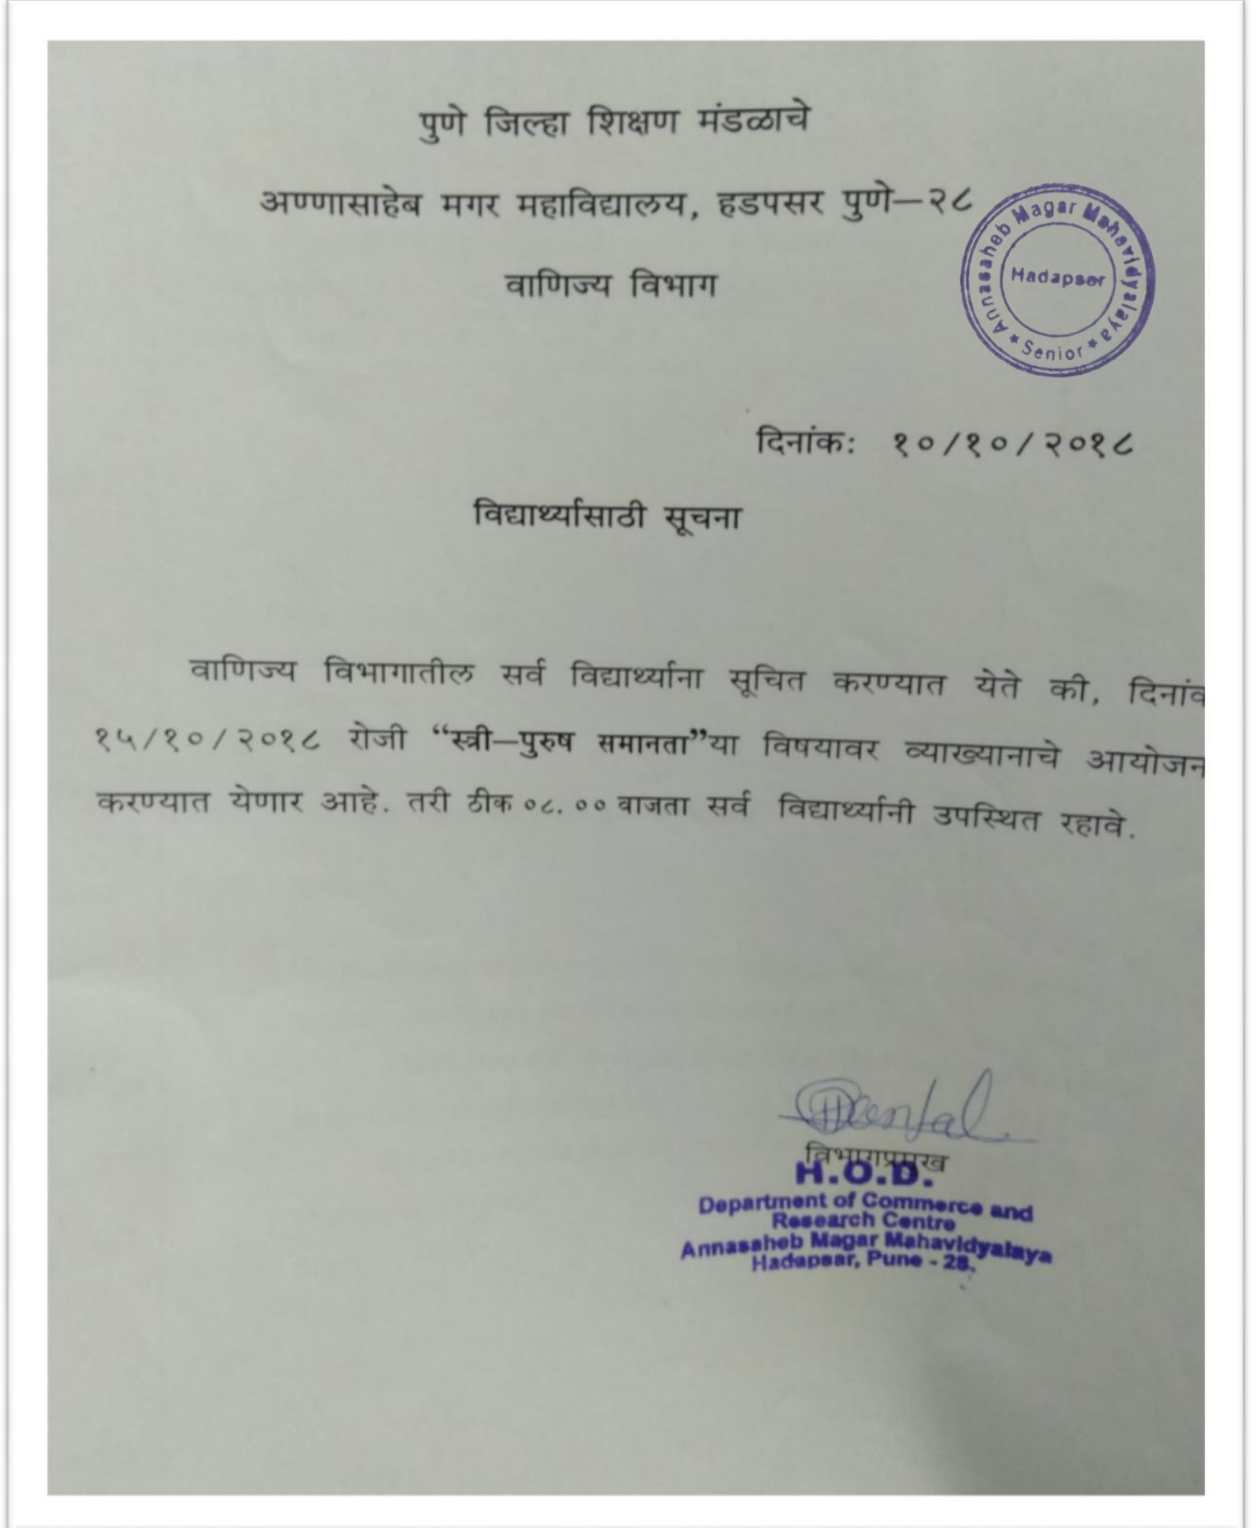 पुणे जिल्हा शिक्षण मंडळाचे
अण्णासाहेब मगर महाविद्यालय, हडपसर पुणे–२८
वाणिज्य विभाग
Annasaheb Magar Mahavidyalaya
Hadapsar
★ Senior ★
दिनांक: १०/१०/२०१८
विद्यार्थ्यासाठी सूचना
वाणिज्य विभागातील सर्व विद्यार्थ्याना सूचित करण्यात येते की,
१५/१०/२०१८ रोजी “स्त्री–पुरुष समानता”या विषयावर व्याख्यानाचे आयोजन
करण्यात येणार आहे. तरी ठीक ०८.०० वाजता सर्व विद्यार्थ्यानी उपस्थित रहावे.
विभागप्रमुख
H.O.D.
Department of Commerce and
Research Centre
Annasaheb Magar Mahavidyalaya
Hadapsar, Pune - 28.